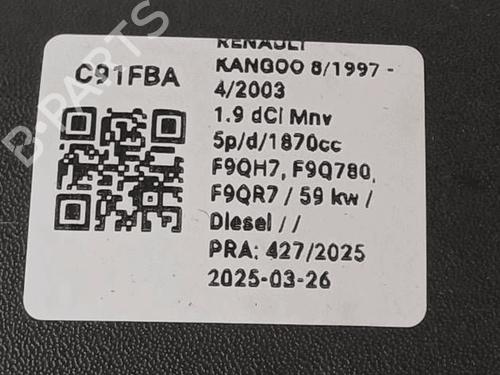 RENAULT
C91FBA
KANGOO 8/1997 -
4/2003
1.9 dCi Mnv
5p/d/1870cc
F9QH7, F9Q780,
F9QR7 / 59 kw /
Diesel / /
PRA: 427/2025
2025-03-26
B-PARTS